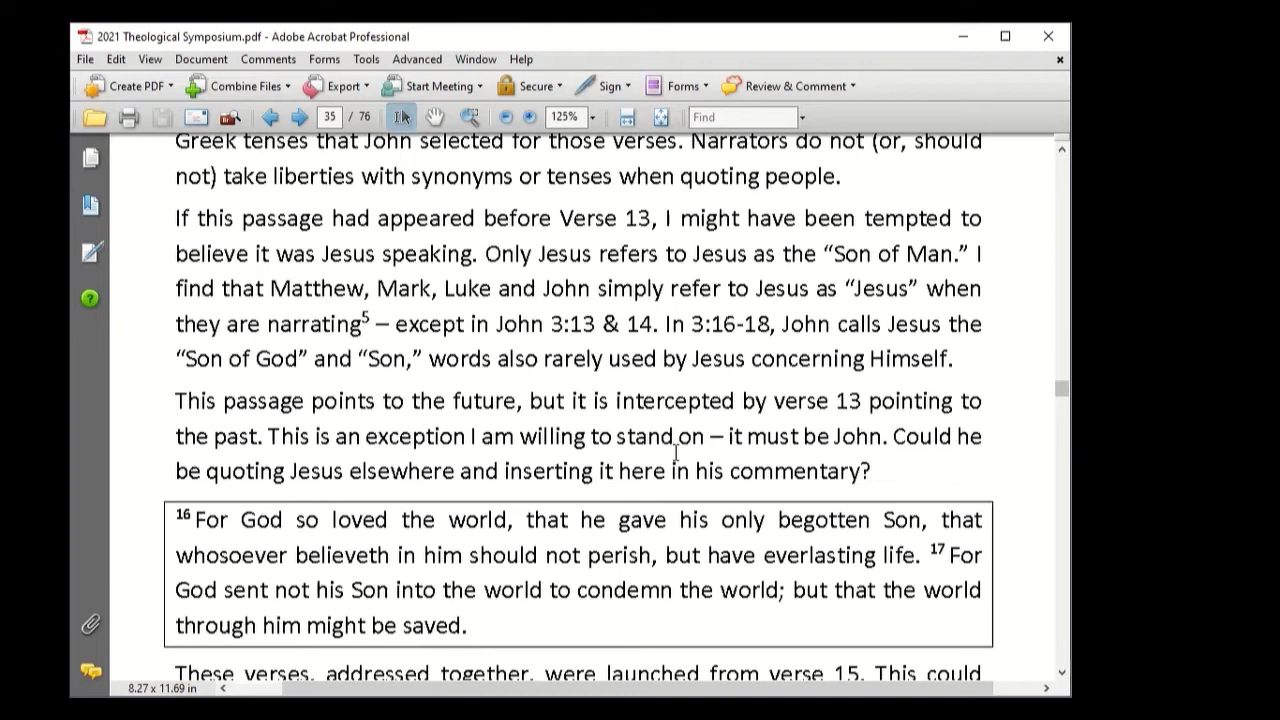 2021 Theological Symposium.pdf - Adobe Acrobat Professional
File Edit View Document Comments Forms Tools Advanced Window Help
Create PDF Combine Files Export Start Meeting Secure Sign Forms Review & Comment
35 / 76 125% Find
Greek tenses that John selected for those verses. Narrators do not (or, should
not) take liberties with synonyms or tenses when quoting people.
If this passage had appeared before Verse 13, I might have been tempted to
believe it was Jesus speaking. Only Jesus refers to Jesus as the “Son of Man.” I
find that Matthew, Mark, Luke and John simply refer to Jesus as “Jesus” when
they are narrating⁵ – except in John 3:13 & 14. In 3:16-18, John calls Jesus the
“Son of God” and “Son,” words also rarely used by Jesus concerning Himself.
This passage points to the future, but it is intercepted by verse 13 pointing to
the past. This is an exception I am willing to stand on – it must be John. Could he
be quoting Jesus elsewhere and inserting it here in his commentary?
¹⁶ For God so loved the world, that he gave his only begotten Son, that
whosoever believeth in him should not perish, but have everlasting life. ¹⁷ For
God sent not his Son into the world to condemn the world; but that the world
through him might be saved.
These verses, addressed together, were launched from verse 15. This could
8.27 x 11.69 in